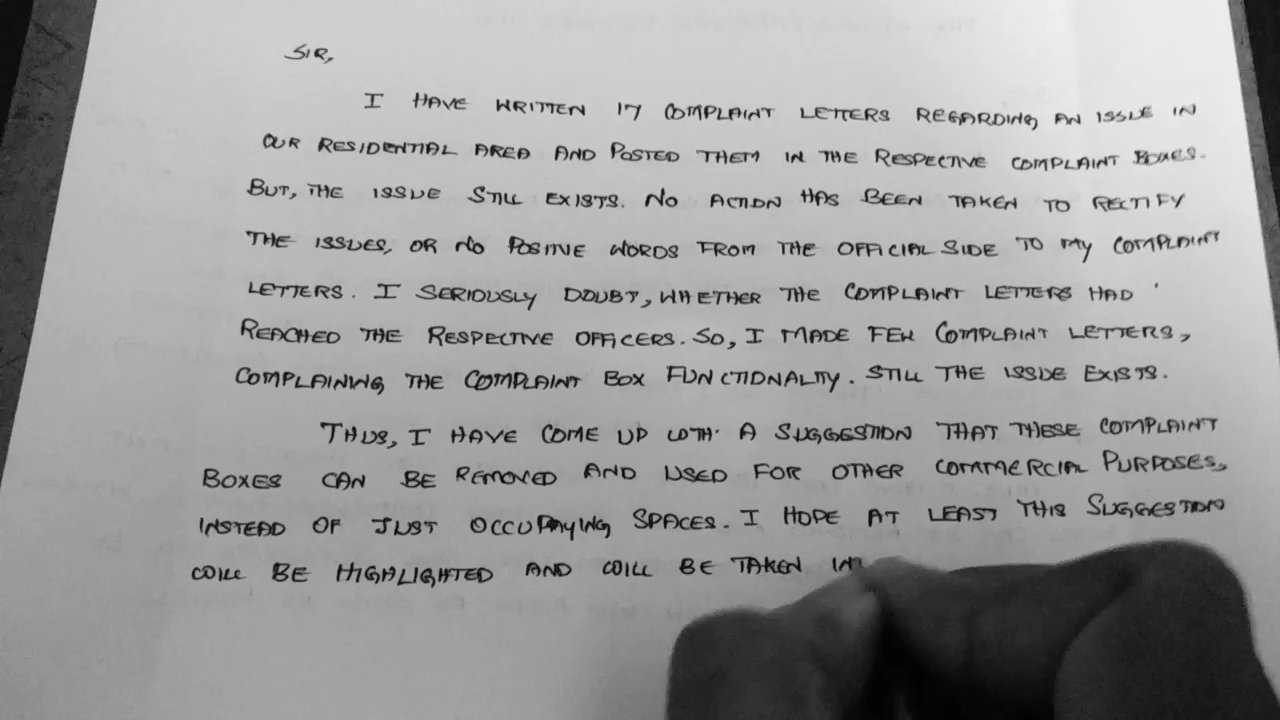 SIR,
I HAVE WRITTEN 17 COMPLAINT LETTERS REGARDING AN ISSUE IN
OUR RESIDENTIAL AREA AND POSTED THEM IN THE RESPECTIVE COMPLAINT BOXES.
BUT, THE ISSUE STILL EXISTS. NO ACTION HAS BEEN TAKEN TO RECTIFY
THE ISSUES, OR NO POSITIVE WORDS FROM THE OFFICIAL SIDE TO MY COMPLAINT
LETTERS. I SERIOUSLY DOUBT, WHETHER THE COMPLAINT LETTERS HAD
REACHED THE RESPECTIVE OFFICERS. SO, I MADE FEW COMPLAINT LETTERS,
COMPLAINING THE COMPLAINT BOX FUNCTIONALITY. STILL THE ISSUE EXISTS.
THUS, I HAVE COME UP WITH A SUGGESTION THAT THESE COMPLAINT
BOXES CAN BE REMOVED AND USED FOR OTHER COMMERCIAL PURPOSES,
INSTEAD OF JUST OCCUPAYING SPACES. I HOPE AT LEAST THIS SUGGESTION
WILL BE HIGHLIGHTED AND WILL BE TAKEN